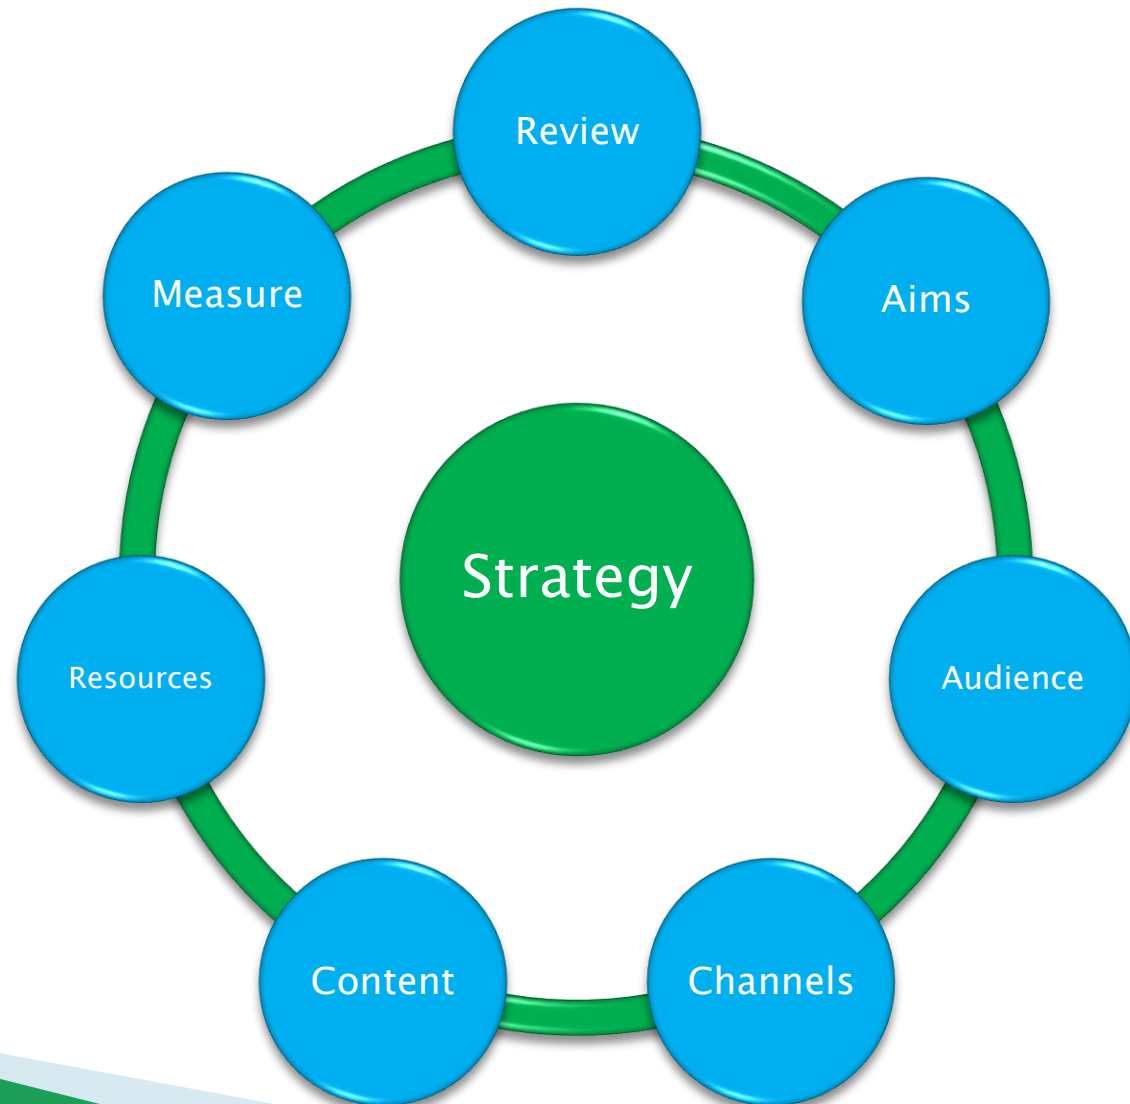 Review
Aims
Audience
Channels
Content
Resources
Measure
Strategy